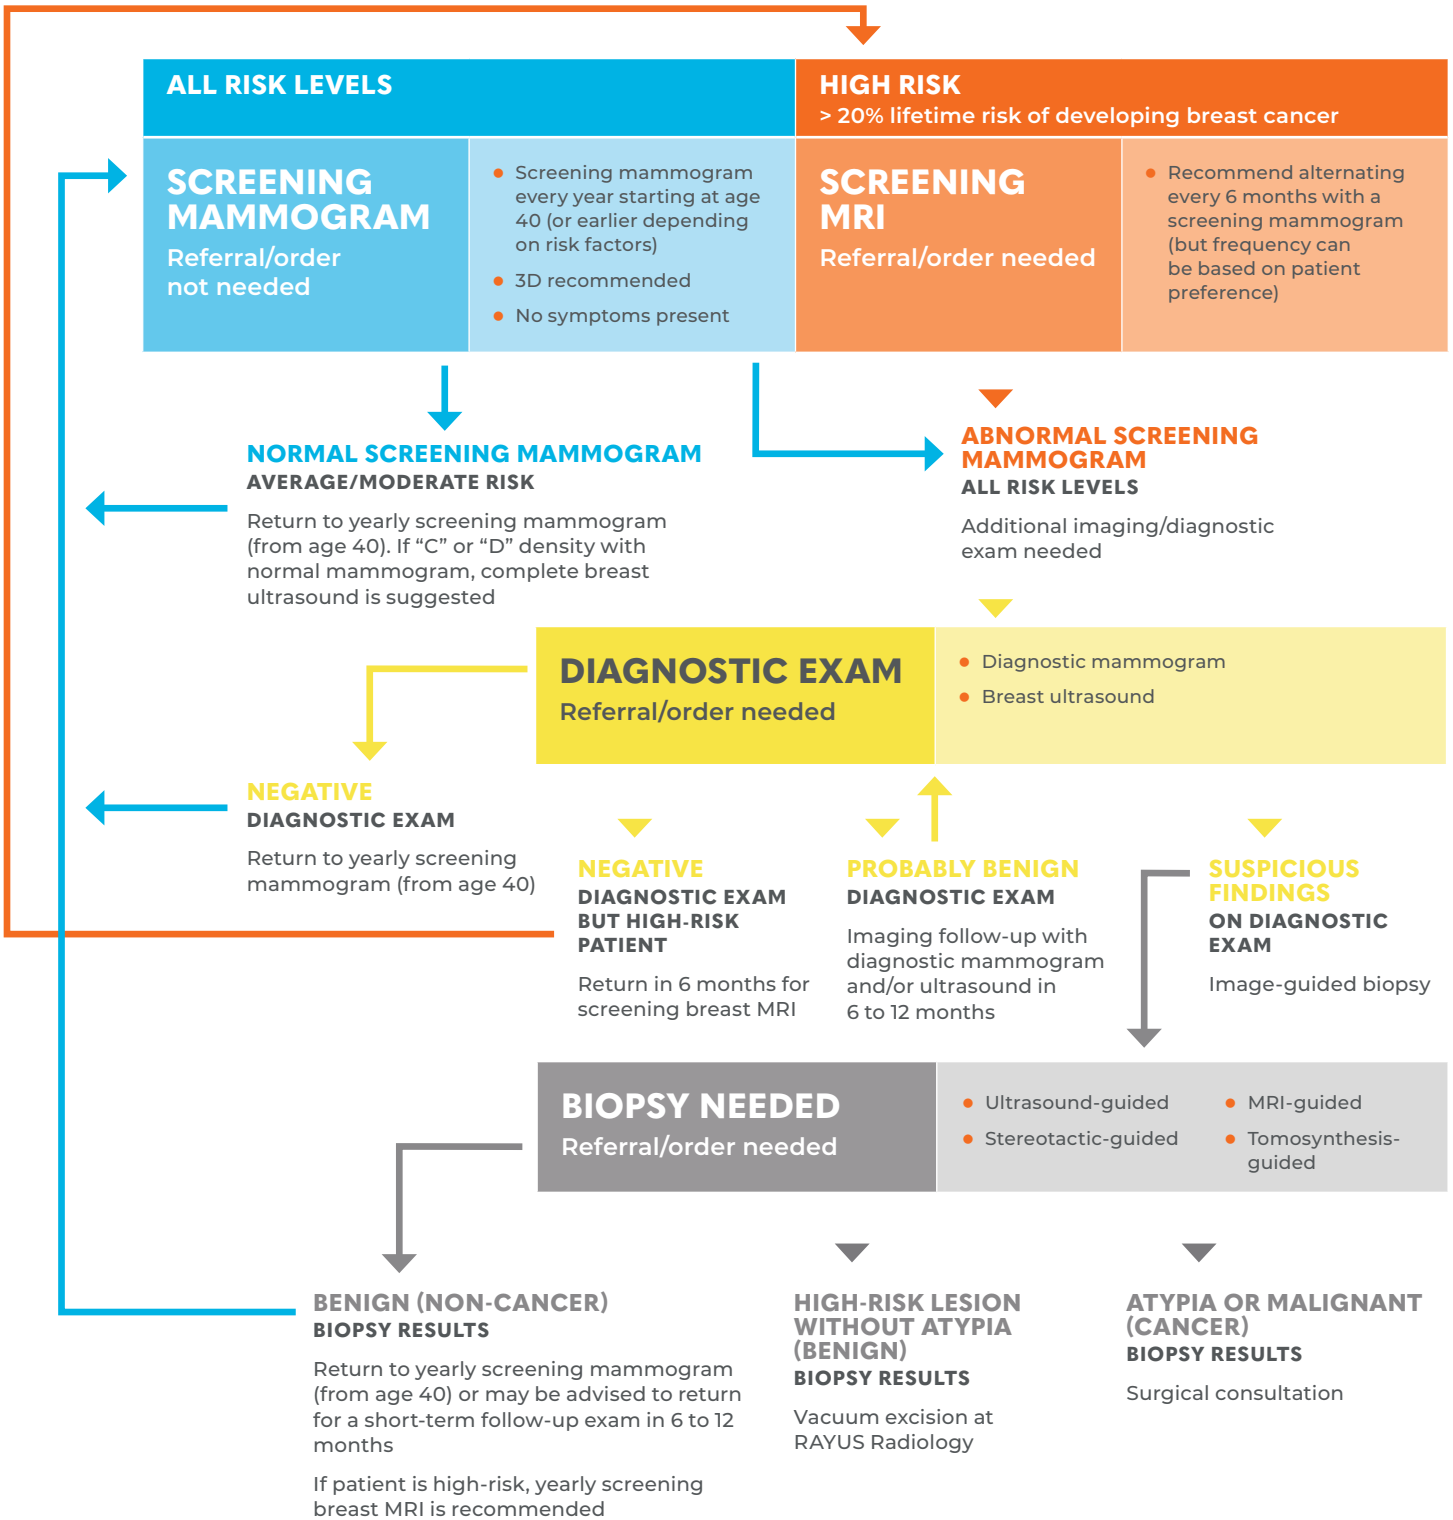 ALL RISK LEVELS
HIGH RISK
> 20% lifetime risk of developing breast cancer
SCREENING
MAMMOGRAM
Referral/order
not needed
• Screening mammogram
every year starting at age
40 (or earlier depending
on risk factors)
• 3D recommended
• No symptoms present
SCREENING
MRI
Referral/order needed
• Recommend alternating
every 6 months with a
screening mammogram
(but frequency can
be based on patient
preference)
NORMAL SCREENING MAMMOGRAM
AVERAGE/MODERATE RISK
Return to yearly screening mammogram
(from age 40). If “C” or “D” density with
normal mammogram, complete breast
ultrasound is suggested
ABNORMAL SCREENING
MAMMOGRAM
ALL RISK LEVELS
Additional imaging/diagnostic
exam needed
DIAGNOSTIC EXAM
Referral/order needed
• Diagnostic mammogram
• Breast ultrasound
NEGATIVE
DIAGNOSTIC EXAM
Return to yearly screening
mammogram (from age 40)
NEGATIVE
DIAGNOSTIC EXAM
BUT HIGH-RISK
PATIENT
Return in 6 months for
screening breast MRI
PROBABLY BENIGN
DIAGNOSTIC EXAM
Imaging follow-up with
diagnostic mammogram
and/or ultrasound in
6 to 12 months
SUSPICIOUS
FINDINGS
ON DIAGNOSTIC
EXAM
Image-guided biopsy
BIOPSY NEEDED
Referral/order needed
• Ultrasound-guided
• Stereotactic-guided
• MRI-guided
• Tomosynthesis-
guided
BENIGN (NON-CANCER)
BIOPSY RESULTS
Return to yearly screening mammogram
(from age 40) or may be advised to return
for a short-term follow-up exam in 6 to 12
months
If patient is high-risk, yearly screening
breast MRI is recommended
HIGH-RISK LESION
WITHOUT ATYPIA
(BENIGN)
BIOPSY RESULTS
Vacuum excision at
RAYUS Radiology
ATYPIA OR MALIGNANT
(CANCER)
BIOPSY RESULTS
Surgical consultation